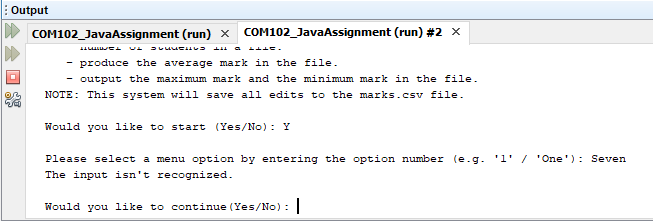 Output
COM102_JavaAssignment (run) × COM102_JavaAssignment (run) #2 ×
- number of students in a file.
- produce the average mark in the file.
- output the maximum mark and the minimum mark in the file.
NOTE: This system will save all edits to the marks.csv file.
Would you like to start (Yes/No): Y
Please select a menu option by entering the option number (e.g. '1' / 'One'): Seven
The input isn't recognized.
Would you like to continue(Yes/No):